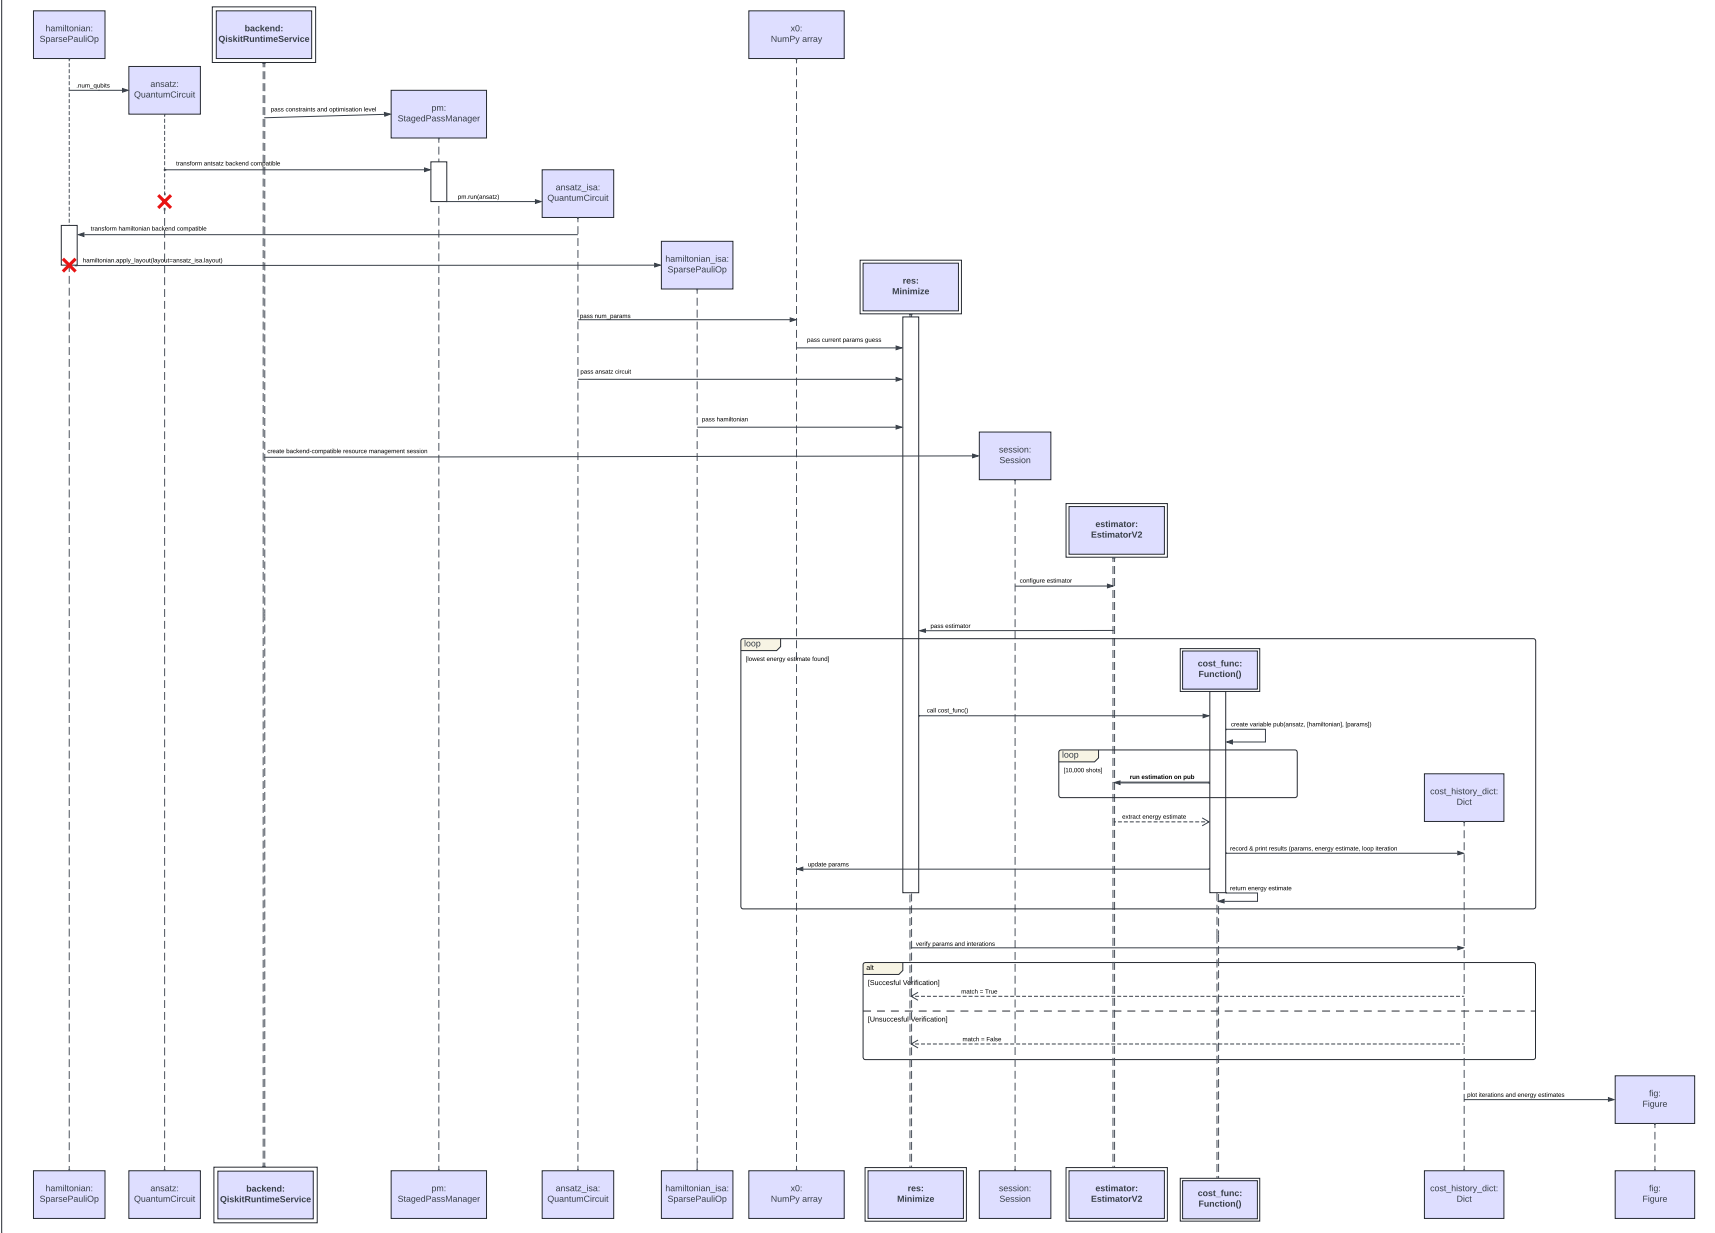 hamiltonian:
SparsePauliOp
backend:
QiskitRuntimeService
x0:
NumPy array
.num_qubits
ansatz:
QuantumCircuit
pass constraints and optimisation level
pm:
StagedPassManager
transform antsatz backend compatible
ansatz_isa:
QuantumCircuit
pm.run(ansatz)
transform hamiltonian backend compatible
hamiltonian.apply_layout(layout=ansatz_isa.layout)
hamiltonian_isa:
SparsePauliOp
res:
Minimize
pass num_params
pass current params guess
pass ansatz circuit
pass hamiltonian
create backend-compatible resource management session
session:
Session
estimator:
EstimatorV2
configure estimator
pass estimator
loop
[lowest energy estimate found]
cost_func:
Function()
call cost_func()
create variable pub(ansatz, [hamiltonian], [params])
loop
[10,000 shots]
run estimation on pub
cost_history_dict:
Dict
extract energy estimate
record & print results (params, energy estimate, loop iteration
update params
return energy estimate
verify params and interations
alt
[Succesful Verification]
match = True
[Unsuccesful Verification]
match = False
plot iterations and energy estimates
fig:
Figure
hamiltonian:
SparsePauliOp
ansatz:
QuantumCircuit
backend:
QiskitRuntimeService
pm:
StagedPassManager
ansatz_isa:
QuantumCircuit
hamiltonian_isa:
SparsePauliOp
x0:
NumPy array
res:
Minimize
session:
Session
estimator:
EstimatorV2
cost_func:
Function()
cost_history_dict:
Dict
fig:
Figure